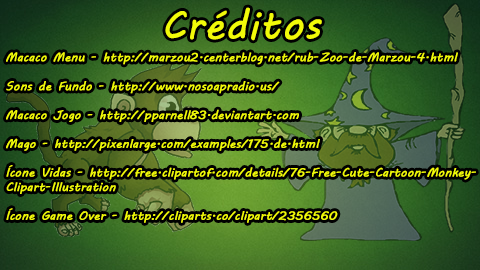 Créditos
Macaco Menu - http://marzou2.centerblog.net/rub-Zoo-de-Marzou-4.html
Sons de Fundo - http://www.nosoapradio.us/
Macaco Jogo - http://pparnell83.deviantart.com
Mago - http://pixenlarge.com/examples/175.de.html
Ícone Vidas - http://free.clipartof.com/details/76-Free-Cute-Cartoon-Monkey-
Clipart-Illustration
Ícone Game Over - http://cliparts.co/clipart/2356560